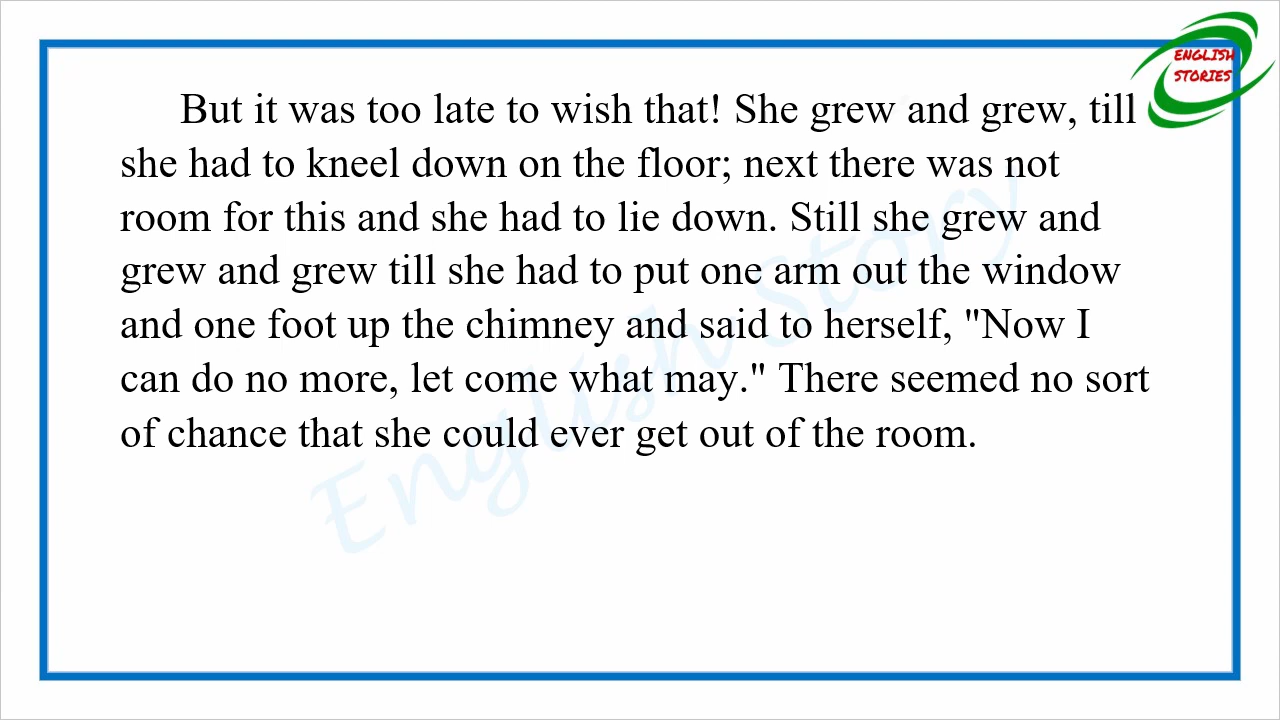 ENGLISH
STORIES
But it was too late to wish that! She grew and grew, till
she had to kneel down on the floor; next there was not
room for this and she had to lie down. Still she grew and
grew and grew till she had to put one arm out the window
and one foot up the chimney and said to herself, "Now I
can do no more, let come what may." There seemed no sort
of chance that she could ever get out of the room.
English Story